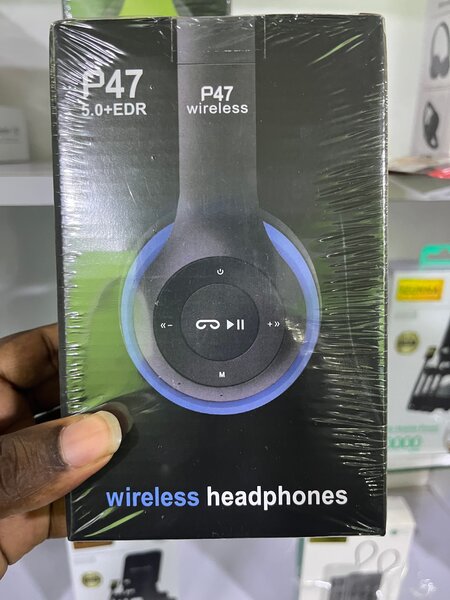 P47
5.0+EDR
P47
wireless
M
wireless headphones